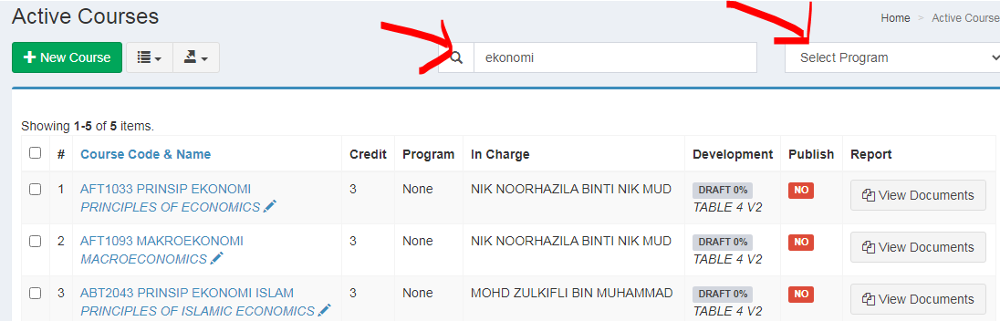 Active Courses
Home > Active Course
New Course
ekonomi
Select Program
Showing 1-5 of 5 items.
# Course Code & Name Credit Program In Charge Development Publish Report
1 AFT1033 PRINSIP EKONOMI 3 None NIK NOORHAZILA BINTI NIK MUD DRAFT 0% NO View Documents
PRINCIPLES OF ECONOMICS TABLE 4 V2
2 AFT1093 MAKROEKONOMI 3 None NIK NOORHAZILA BINTI NIK MUD DRAFT 0% NO View Documents
MACROECONOMICS TABLE 4 V2
3 ABT2043 PRINSIP EKONOMI ISLAM 3 None MOHD ZULKIFLI BIN MUHAMMAD DRAFT 0% NO View Documents
PRINCIPLES OF ISLAMIC ECONOMICS TABLE 4 V2